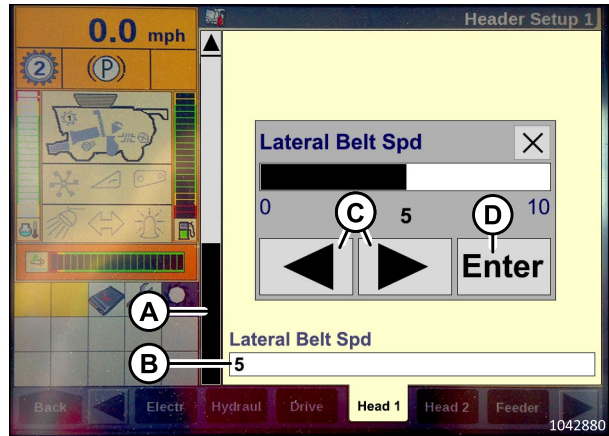 0.0 mph
Header Setup 1
2
P
1
Lateral Belt Spd
0
5
10
C
D
Enter
A
Lateral Belt Spd
B
5
Back
Electr
Hydraul
Drive
Head 1
Head 2
Feeder
1042880